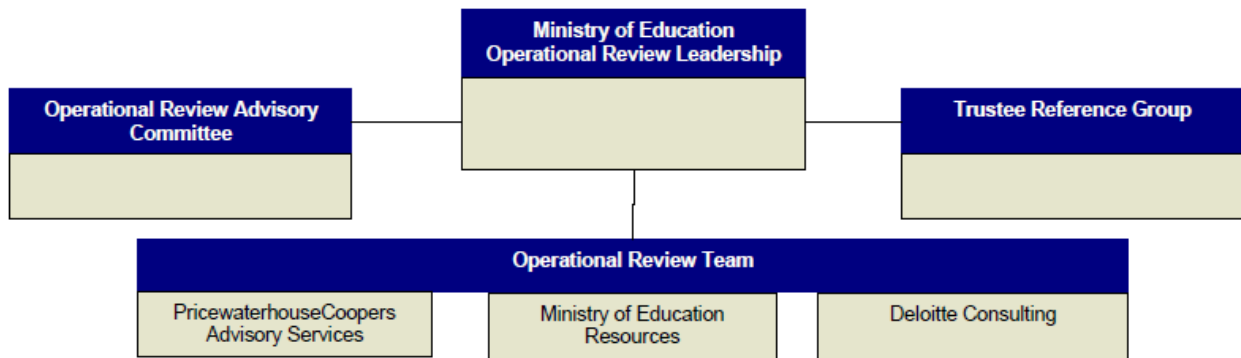 Ministry of Education
Operational Review Leadership
Operational Review Advisory
Committee
Trustee Reference Group
Operational Review Team
PricewaterhouseCoopers
Advisory Services
Ministry of Education
Resources
Deloitte Consulting